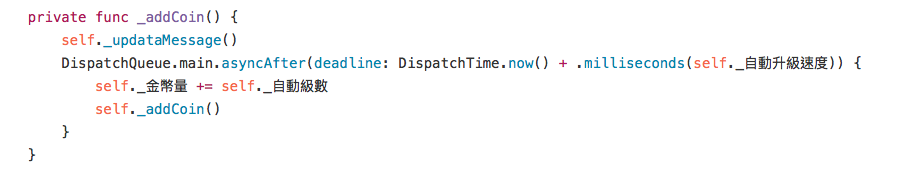 private func _addCoin() {
    self._updataMessage()
    DispatchQueue.main.asyncAfter(deadline: DispatchTime.now() + .milliseconds(self._自動升級速度)) {
        self._金幣量 += self._自動級數
        self._addCoin()
    }
}